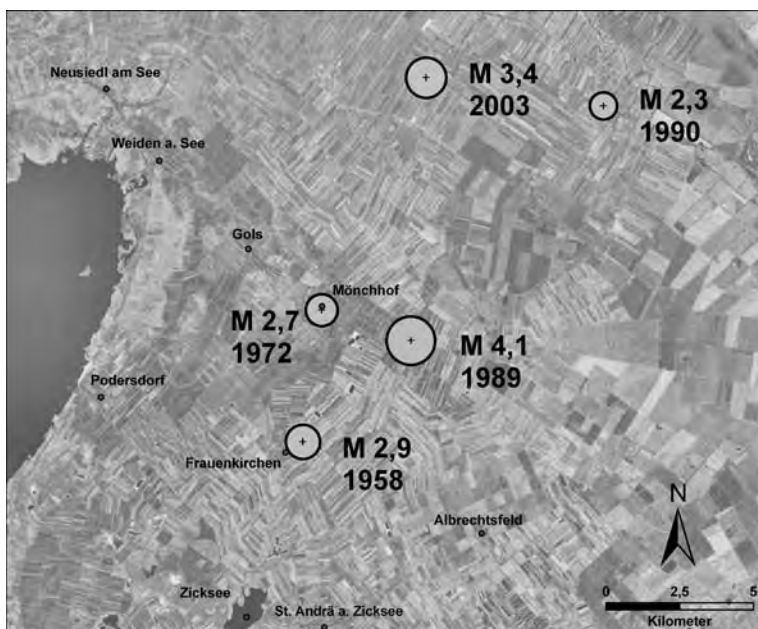 Neusiedl am See
M 3,4
2003
M 2,3
1990
Weiden a. See
Gols
Mönchhof
M 2,7
1972
M 4,1
1989
Podersdorf
M 2,9
1958
Frauenkirchen
Albrechtsfeld
N
Zicksee
St. Andrä a. Zicksee
0 2,5 5
Kilometer